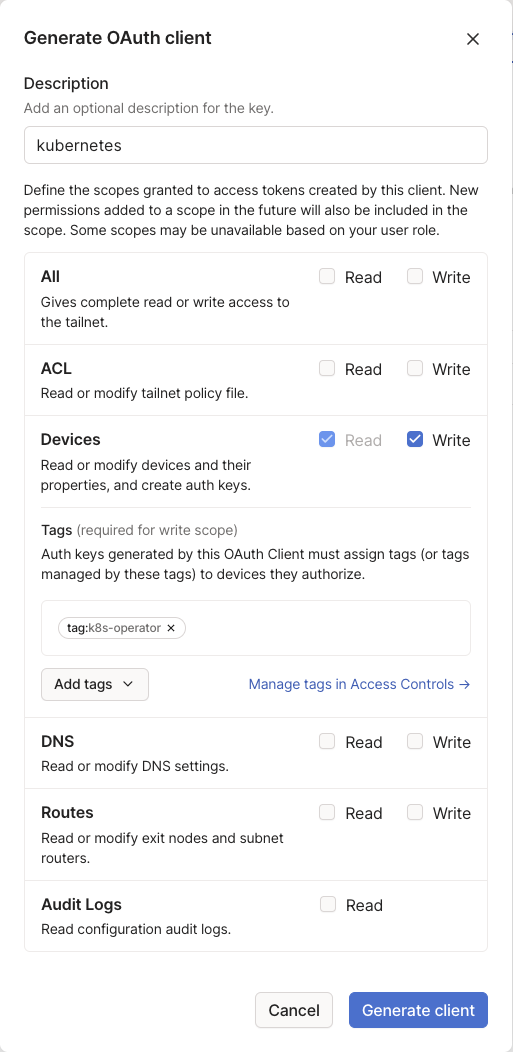 Generate OAuth client
Description
Add an optional description for the key.
kubernetes
Define the scopes granted to access tokens created by this client. New
permissions added to a scope in the future will also be included in the
scope. Some scopes may be unavailable based on your user role.
All Read Write
Gives complete read or write access to
the tailnet.
ACL Read Write
Read or modify tailnet policy file.
Devices Read Write
Read or modify devices and their
properties, and create auth keys.
Tags (required for write scope)
Auth keys generated by this OAuth Client must assign tags (or tags
managed by these tags) to devices they authorize.
tag:k8s-operator ×
Add tags Manage tags in Access Controls →
DNS Read Write
Read or modify DNS settings.
Routes Read Write
Read or modify exit nodes and subnet
routers.
Audit Logs Read
Read configuration audit logs.
Cancel Generate client